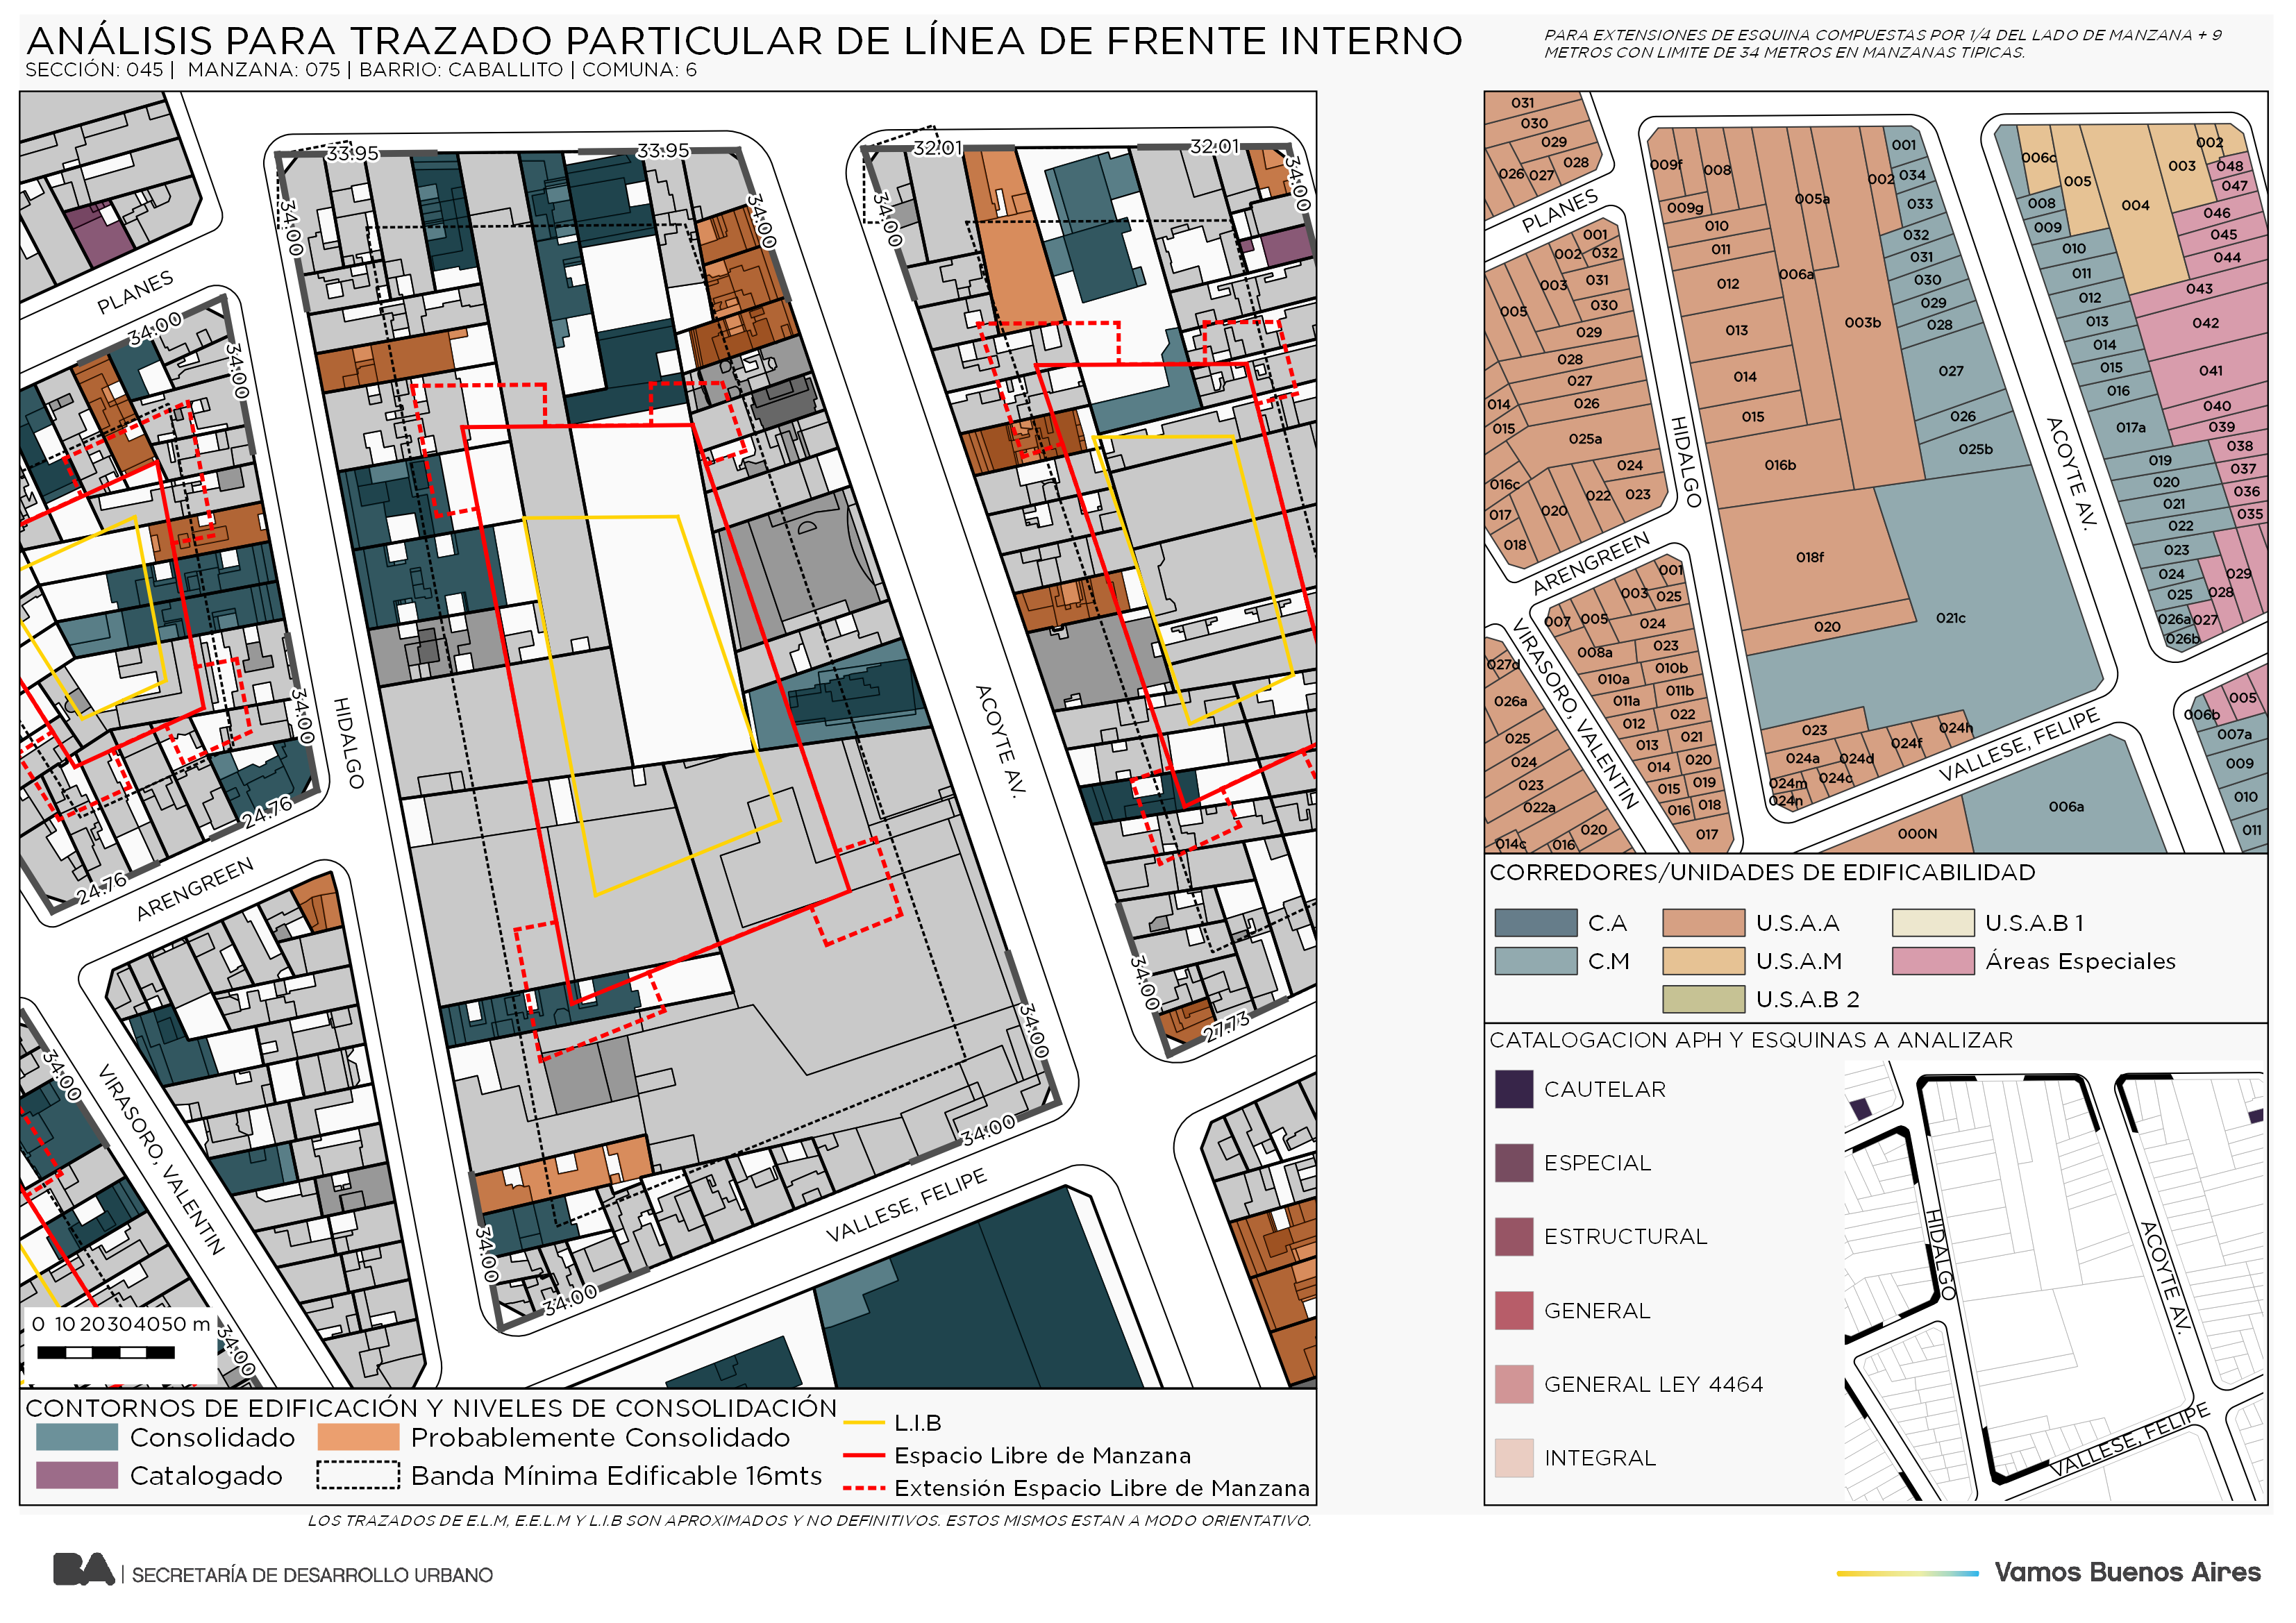 ANÁLISIS PARA TRAZADO PARTICULAR DE LÍNEA DE FRENTE INTERNO
SECCIÓN: 045 | MANZANA: 075 | BARRIO: CABALLITO | COMUNA: 6
PARA EXTENSIONES DE ESQUINA COMPUESTAS POR 1/4 DEL LADO DE MANZANA + 9
METROS CON LIMITE DE 34 METROS EN MANZANAS TIPICAS.
33.95
33.95
32.01
32.01
34.00
34.00
34.00
34.00
PLANES
34.00
34.00
34.00
24.76
24.76
HIDALGO
ARENGREEN
ACOYTE AV.
VIRASORO, VALENTIN
VALLESE, FELIPE
34.00
34.00
34.00
34.00
34.00
34.00
27.73
34.00
0 10 20 30 40 50 m
CONTORNOS DE EDIFICACIÓN Y NIVELES DE CONSOLIDACIÓN
Consolidado
Probablemente Consolidado
Catalogado
Banda Mínima Edificable 16mts
L.I.B
Espacio Libre de Manzana
Extensión Espacio Libre de Manzana
LOS TRAZADOS DE E.L.M, E.E.L.M Y L.I.B SON APROXIMADOS Y NO DEFINITIVOS. ESTOS MISMOS ESTAN A MODO ORIENTATIVO.
031
030
029
028
026
027
PLANES
001
002
032
003
031
030
005
029
028
027
026
014
015
025a
024
016c
022
023
020
017
018
ARENGREEN
HIDALGO
009f
008
009g
010
011
012
013
014
015
016b
006a
005a
003b
002
001
034
033
032
031
030
029
028
027
026
025b
018f
020
021c
023
024a
024d
024f
024h
024m
024c
024n
ACOYTE AV.
VALLESE, FELIPE
VIRASORO, VALENTIN
001
003
025
007
005
024
008a
023
010a
010b
011a
011b
012
022
013
021
014
020
015
019
016
018
017
027d
026a
025
024
023
022a
020
014c
016
000N
006a
006c
005
004
003
002
048
047
046
045
044
043
042
041
040
039
038
037
036
035
008
009
010
011
012
013
014
015
016
017a
019
020
021
022
023
024
025
026a
026b
027
028
029
005
006b
007a
009
010
011
CORREDORES/UNIDADES DE EDIFICABILIDAD
C.A
U.S.A.A
U.S.A.B 1
C.M
U.S.A.M
Áreas Especiales
U.S.A.B 2
CATALOGACION APH Y ESQUINAS A ANALIZAR
CAUTELAR
ESPECIAL
ESTRUCTURAL
GENERAL
GENERAL LEY 4464
INTEGRAL
HIDALGO
ACOYTE AV.
VALLESE, FELIPE
BA | SECRETARÍA DE DESARROLLO URBANO
Vamos Buenos Aires